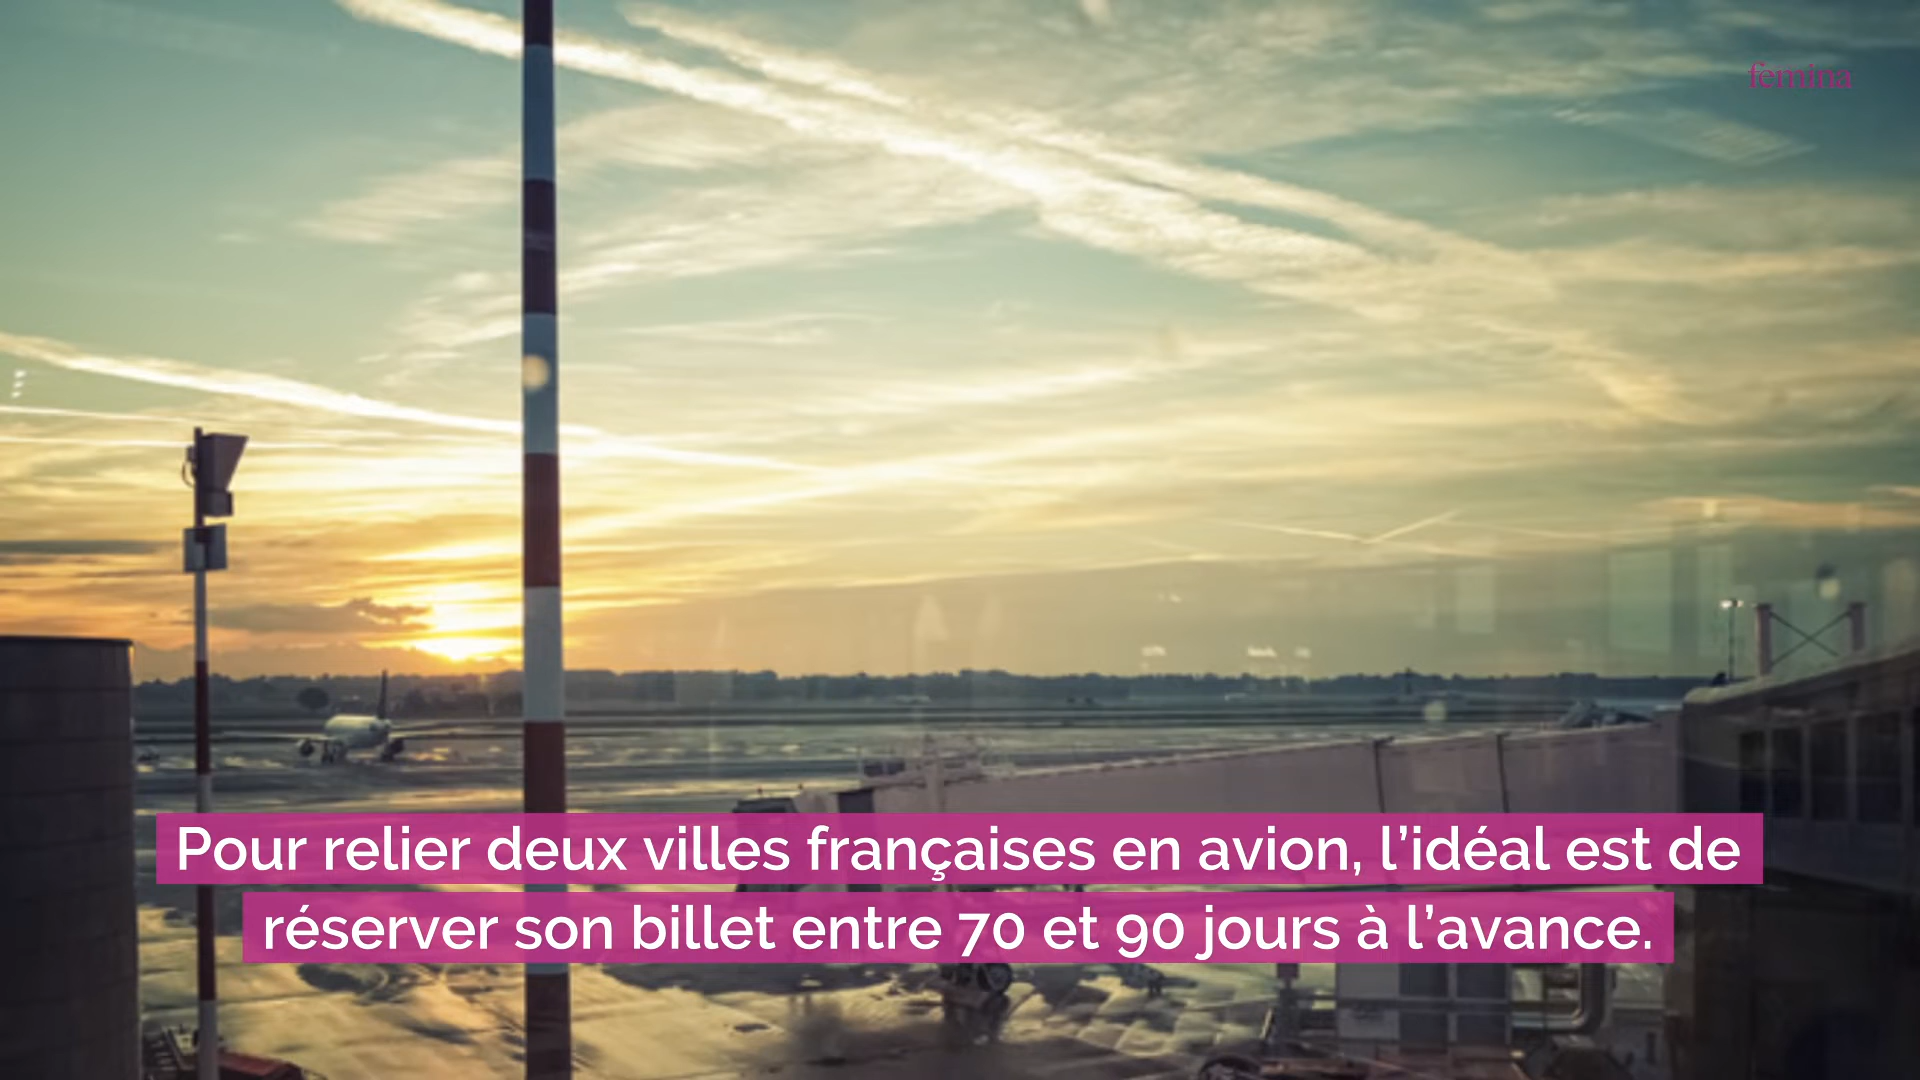 femina
Pour relier deux villes françaises en avion, l’idéal est de
réserver son billet entre 70 et 90 jours à l’avance.